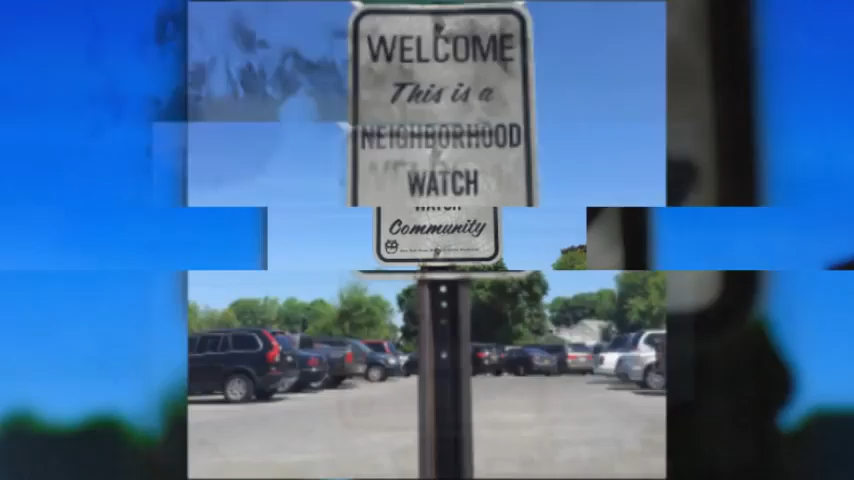 WELCOME
This is a
NEIGHBORHOOD
WATCH
Community